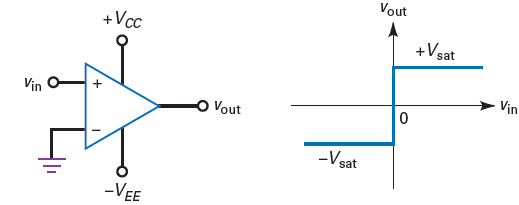 +V_CC
v_in
+
−
v_out
−V_EE
v_out
+V_sat
v_in
0
−V_sat